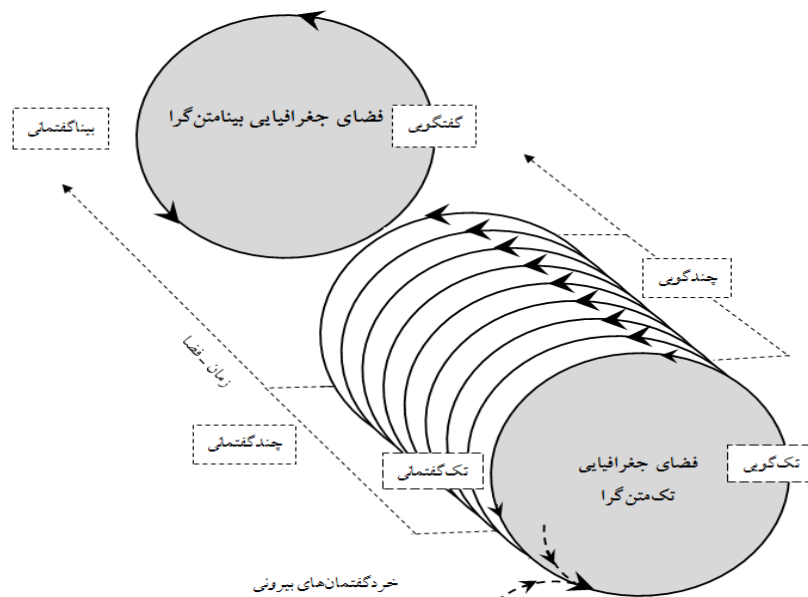 فضای جغرافیایی بینامتن‌گرا
گفتگویی
بیناگفتمانی
چندگویی
زمان ـ فضا
چندگفتمانی
تک‌گفتمانی
فضای جغرافیایی
تک‌متن‌گرا
تک‌گویی
خردگفتمان‌های بیرونی